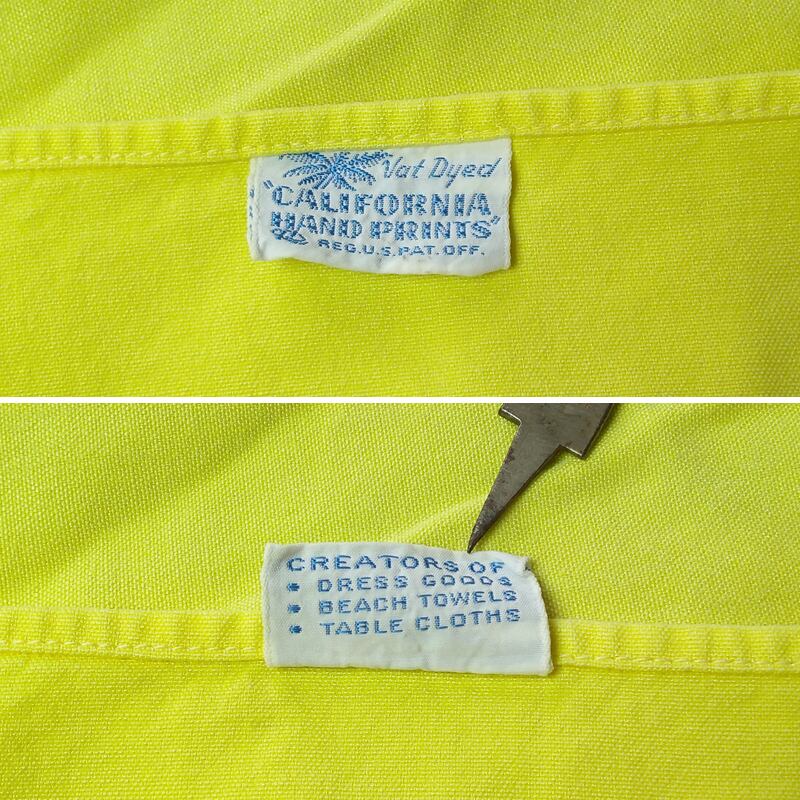 Vat Dyed
"CALIFORNIA
HAND PRINTS"
REG.U.S.PAT.OFF.
CREATORS OF
• DRESS GOODS
• BEACH TOWELS
• TABLE CLOTHS